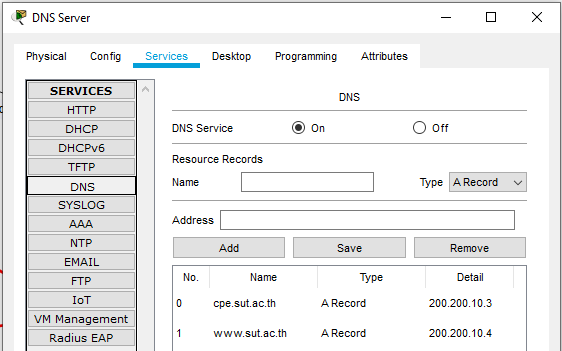 DNS Server
Physical Config Services Desktop Programming Attributes
SERVICES
HTTP
DHCP
DHCPv6
TFTP
DNS
SYSLOG
AAA
NTP
EMAIL
FTP
IoT
VM Management
Radius EAP
DNS
DNS Service On Off
Resource Records
Name Type A Record
Address
Add Save Remove
No. Name Type Detail
0 cpe.sut.ac.th A Record 200.200.10.3
1 www.sut.ac.th A Record 200.200.10.4